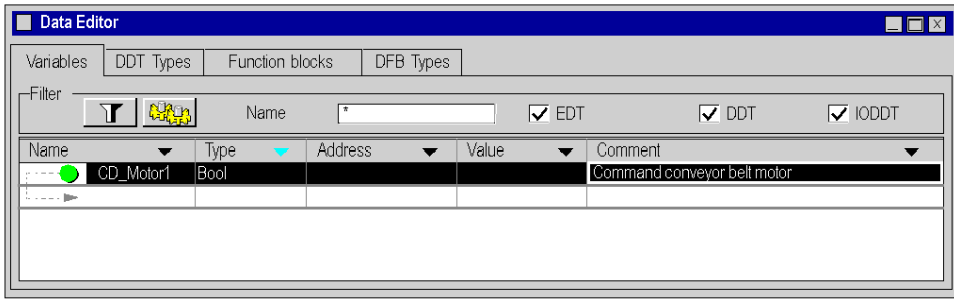 Data Editor
Variables DDT Types Function blocks DFB Types
Filter
Name * EDT DDT IODDT
Name Type Address Value Comment
CD_Motor1 Bool Command conveyor belt motor